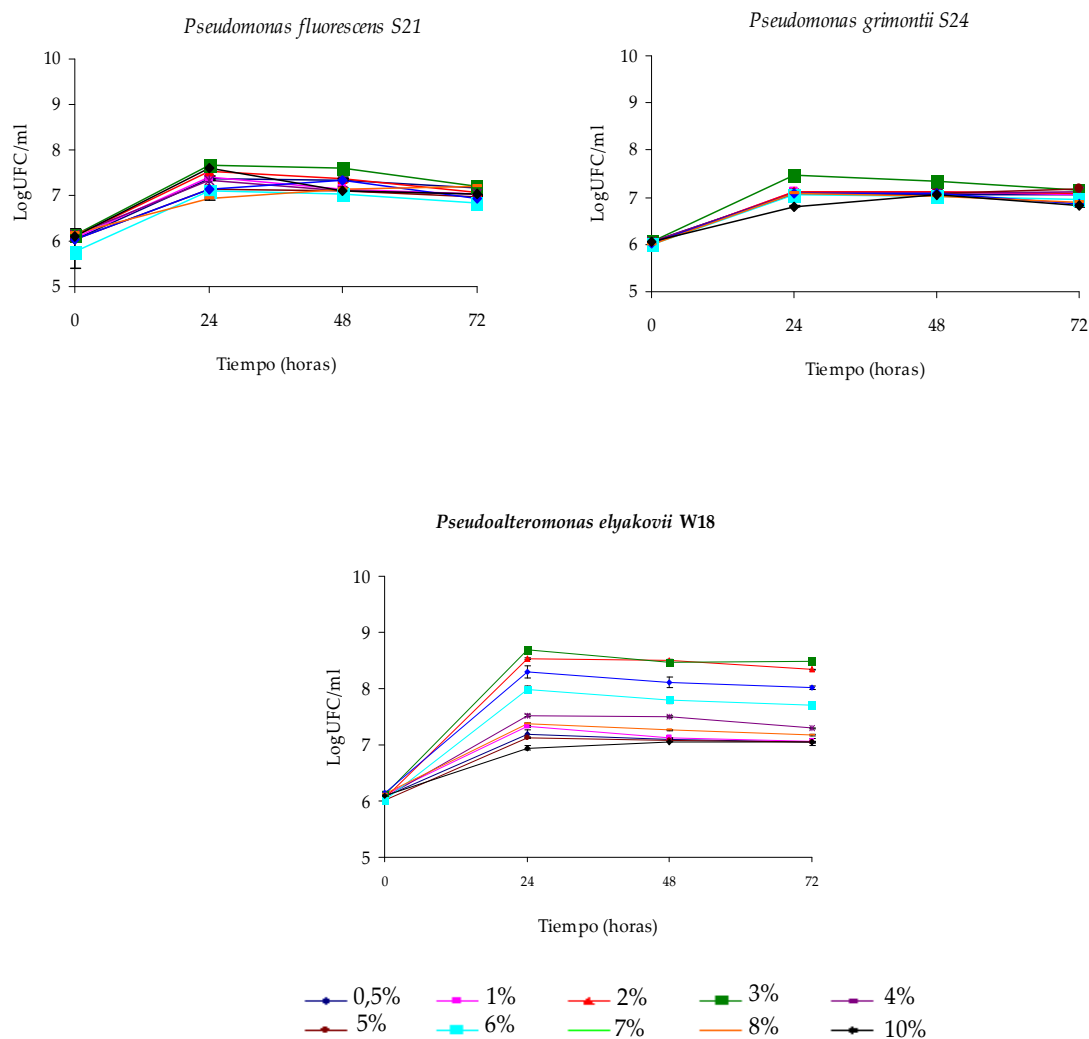 Pseudomonas fluorescens S21
10
9
8
7
6
5
LogUFC/ml
0 24 48 72
Tiempo (horas)
Pseudomonas grimontii S24
10
9
8
7
6
5
LogUFC/ml
0 24 48 72
Tiempo (horas)
Pseudoalteromonas elyakovii W18
10
9
8
7
6
5
LogUFC/ml
0 24 48 72
Tiempo (horas)
0,5% 1% 2% 3% 4%
5% 6% 7% 8% 10%